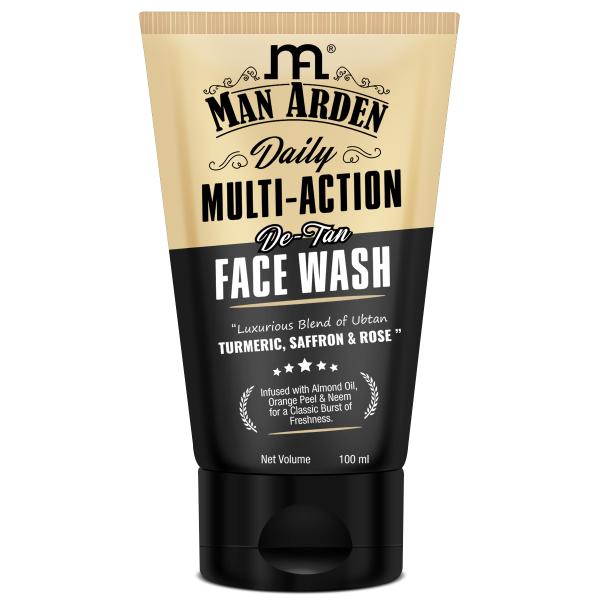 ma®
MAN ARDEN
Daily
MULTI-ACTION
De-Tan
FACE WASH
"Luxurious Blend of Ubtan
TURMERIC, SAFFRON & ROSE"
Infused with Almond Oil,
Orange Peel & Neem
for a Classic Burst of
Freshness.
Net Volume 100 ml